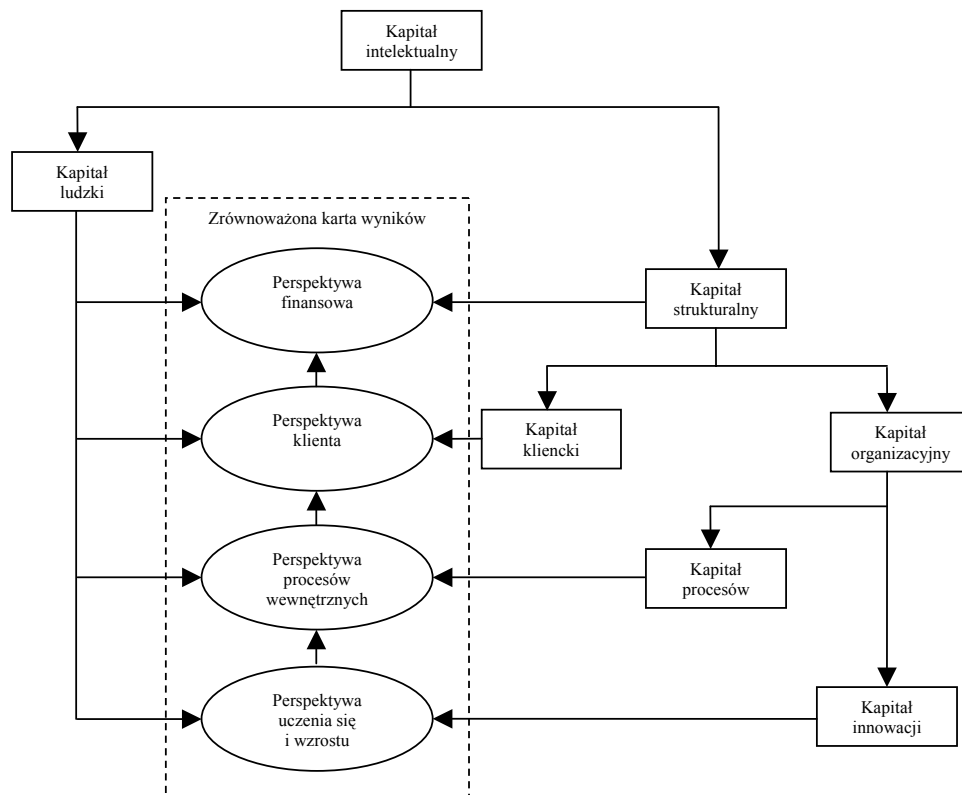 Kapitał
intelektualny
Kapitał
ludzki
Zrównoważona karta wyników
Perspektywa
finansowa
Kapitał
strukturalny
Perspektywa
klienta
Kapitał
kliencki
Kapitał
organizacyjny
Perspektywa
procesów
wewnętrznych
Kapitał
procesów
Perspektywa
uczenia się
i wzrostu
Kapitał
innowacji